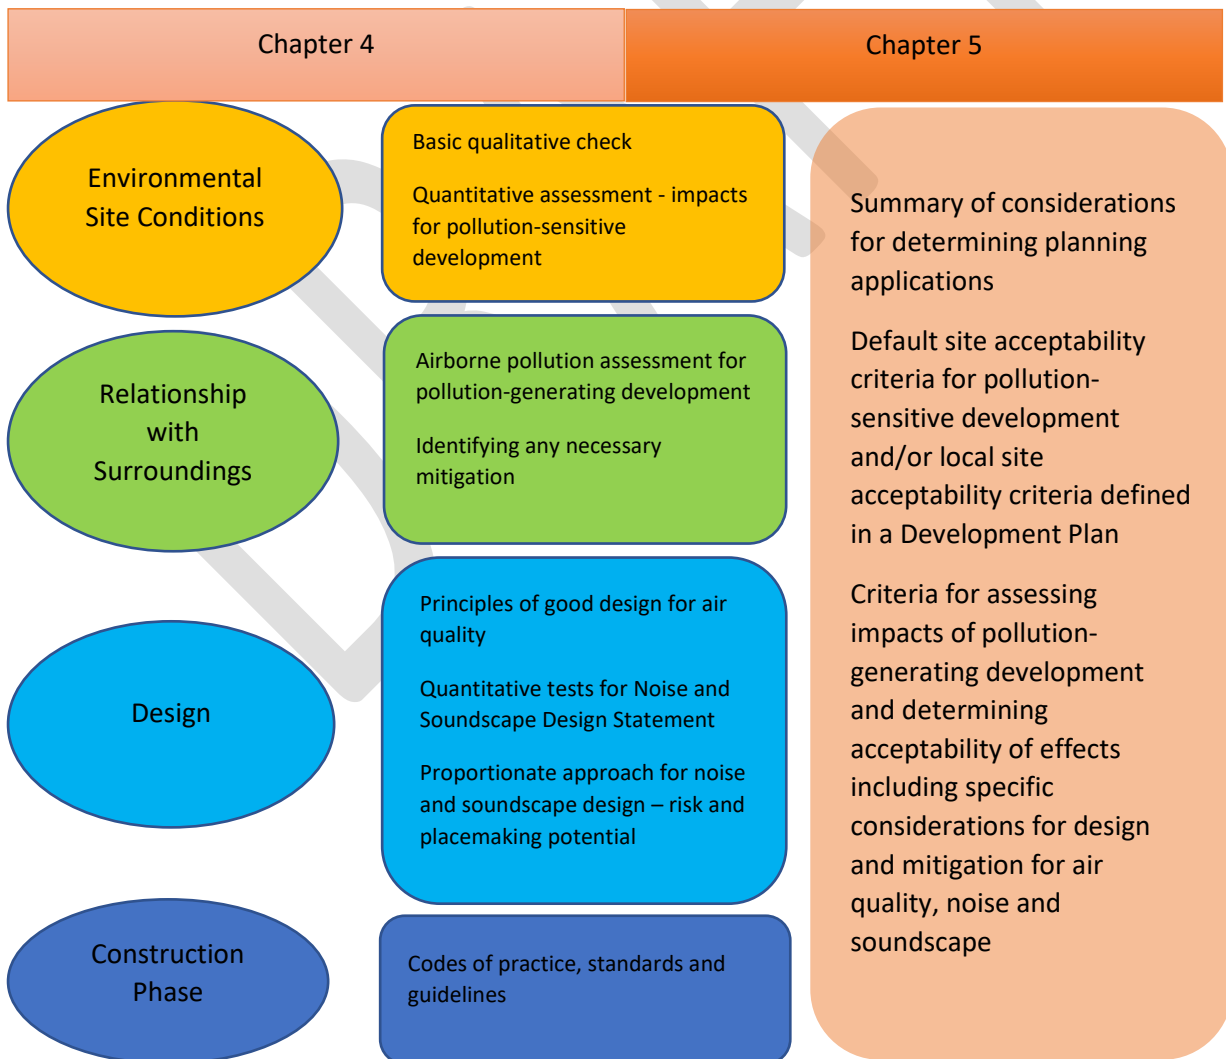 Chapter 4
Chapter 5
Environmental
Site Conditions
Basic qualitative check
Quantitative assessment - impacts
for pollution-sensitive
development
Relationship
with
Surroundings
Airborne pollution assessment for
pollution-generating development
Identifying any necessary
mitigation
Design
Principles of good design for air
quality
Quantitative tests for Noise and
Soundscape Design Statement
Proportionate approach for noise
and soundscape design – risk and
placemaking potential
Construction
Phase
Codes of practice, standards and
guidelines
Summary of considerations
for determining planning
applications
Default site acceptability
criteria for pollution-
sensitive development
and/or local site
acceptability criteria defined
in a Development Plan
Criteria for assessing
impacts of pollution-
generating development
and determining
acceptability of effects
including specific
considerations for design
and mitigation for air
quality, noise and
soundscape